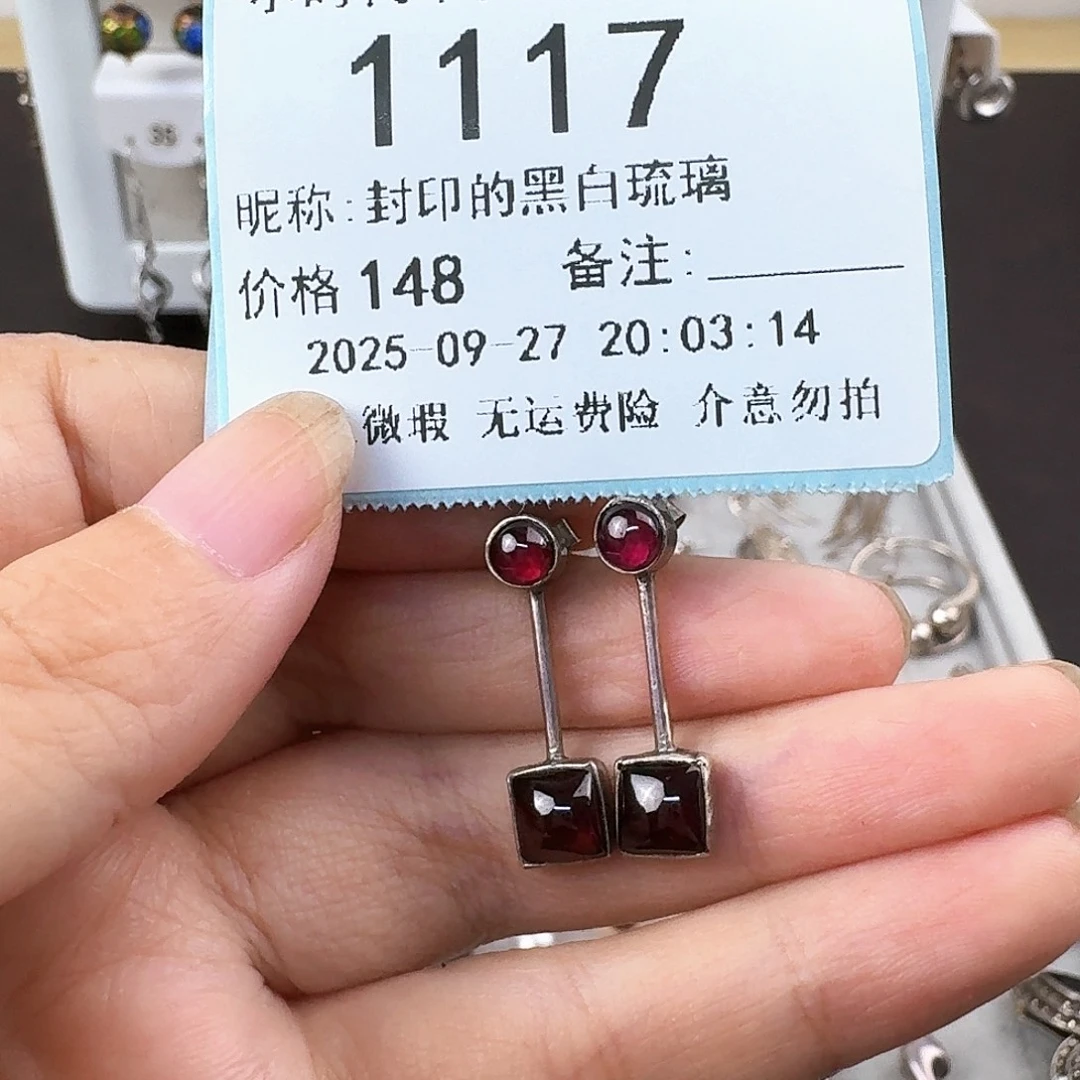 1117
昵称:封印的黑白琉璃
价格 148 备注:
2025-09-27 20:03:14
微瑕 无运费险 介意勿拍